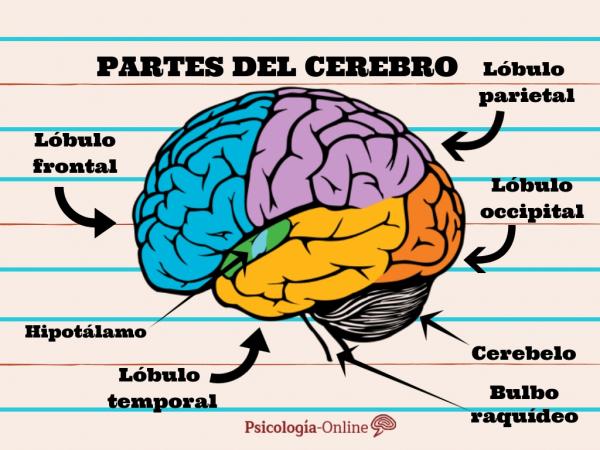 PARTES DEL CEREBRO
Lóbulo
parietal
Lóbulo
frontal
Lóbulo
occipital
Hipotálamo
Cerebelo
Lóbulo
temporal
Bulbo
raquídeo
Psicología-Online